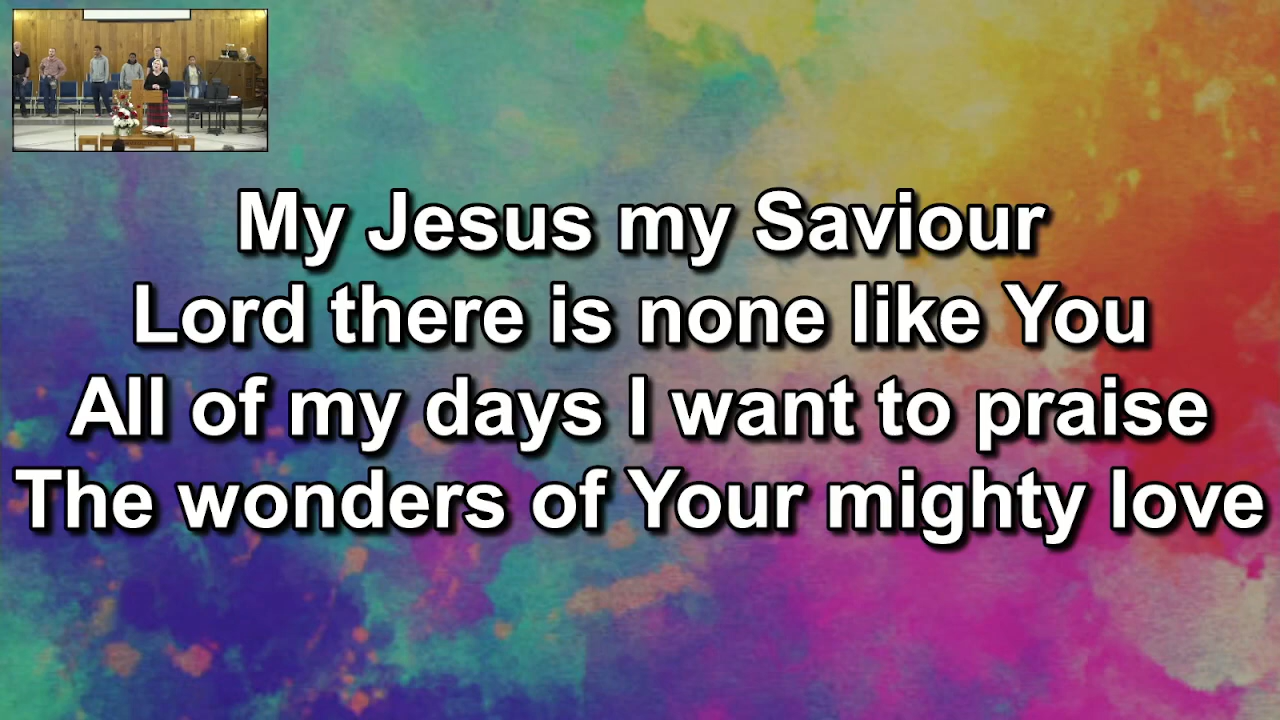 My Jesus my Saviour
Lord there is none like You
All of my days I want to praise
The wonders of Your mighty love